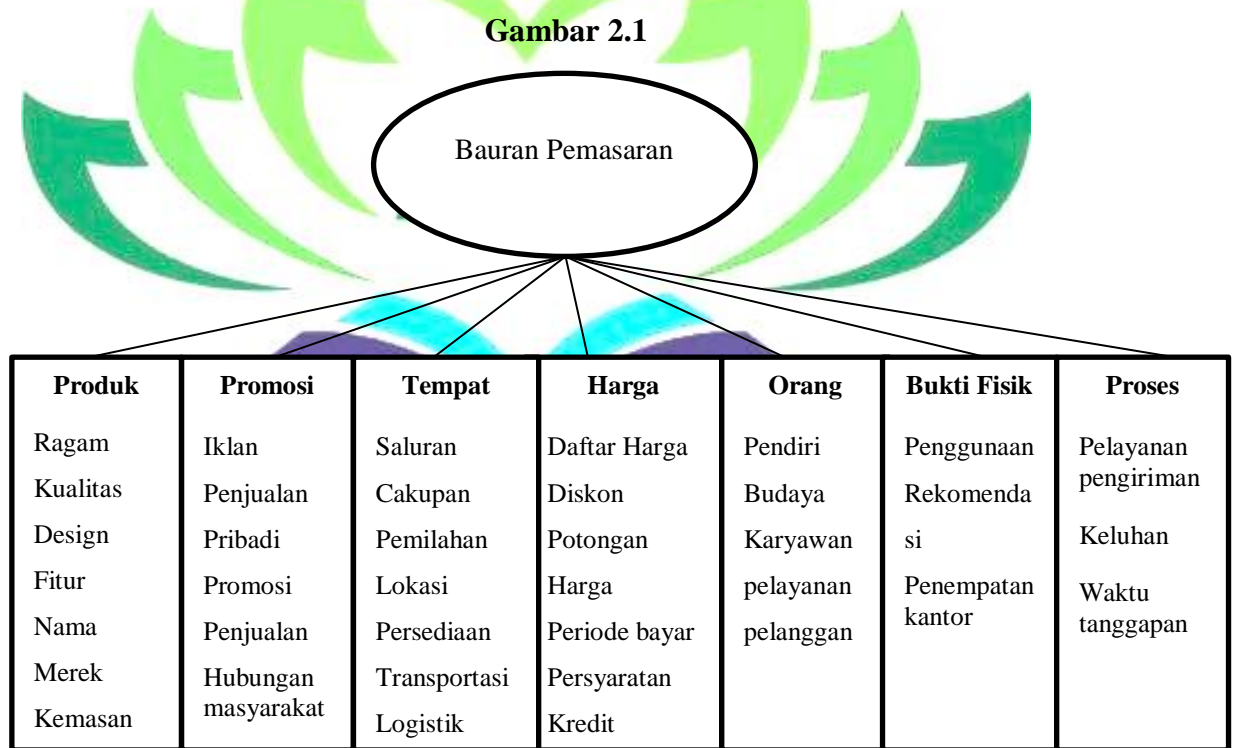 Gambar 2.1
Bauran Pemasaran
Produk
Ragam
Kualitas
Design
Fitur
Nama
Merek
Kemasan
Promosi
Iklan
Penjualan
Pribadi
Promosi
Penjualan
Hubungan
masyarakat
Tempat
Saluran
Cakupan
Pemilahan
Lokasi
Persediaan
Transportasi
Logistik
Harga
Daftar Harga
Diskon
Potongan
Harga
Periode bayar
Persyaratan
Kredit
Orang
Pendiri
Budaya
Karyawan
pelayanan
pelanggan
Bukti Fisik
Penggunaan
Rekomenda
si
Penempatan
kantor
Proses
Pelayanan
pengiriman
Keluhan
Waktu
tanggapan